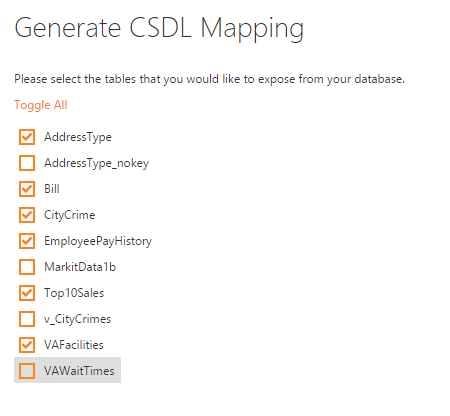 Generate CSDL Mapping
Please select the tables that you would like to expose from your database.
Toggle All
AddressType
AddressType_nokey
Bill
CityCrime
EmployeePayHistory
MarkitData1b
Top10Sales
v_CityCrimes
VAFacilities
VAWaitTimes